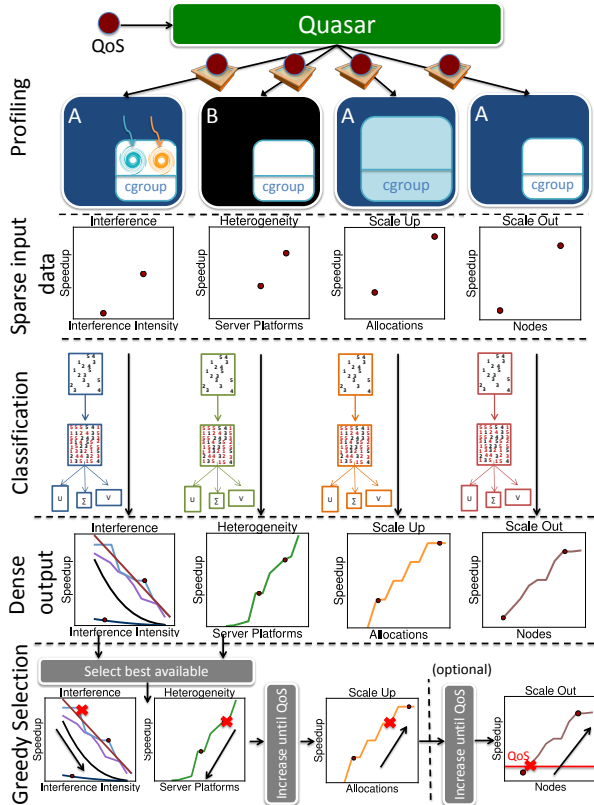 Quasar
QoS
Profiling
A
B
A
A
cgroup
cgroup
cgroup
cgroup
Sparse input
data
Interference
Heterogeneity
Scale Up
Scale Out
Speedup
Speedup
Speedup
Speedup
Interference Intensity
Server Platforms
Allocations
Nodes
Classification
U
Σ
V
U
Σ
V
U
Σ
V
U
Σ
V
Dense
output
Interference
Heterogeneity
Scale Up
Scale Out
Speedup
Speedup
Speedup
Speedup
Interference Intensity
Server Platforms
Allocations
Nodes
Greedy Selection
Select best available
(optional)
Interference
Heterogeneity
Scale Up
Scale Out
Speedup
Speedup
Increase until QoS
Speedup
Increase until QoS
Speedup
QoS
Interference Intensity
Server Platforms
Allocations
Nodes